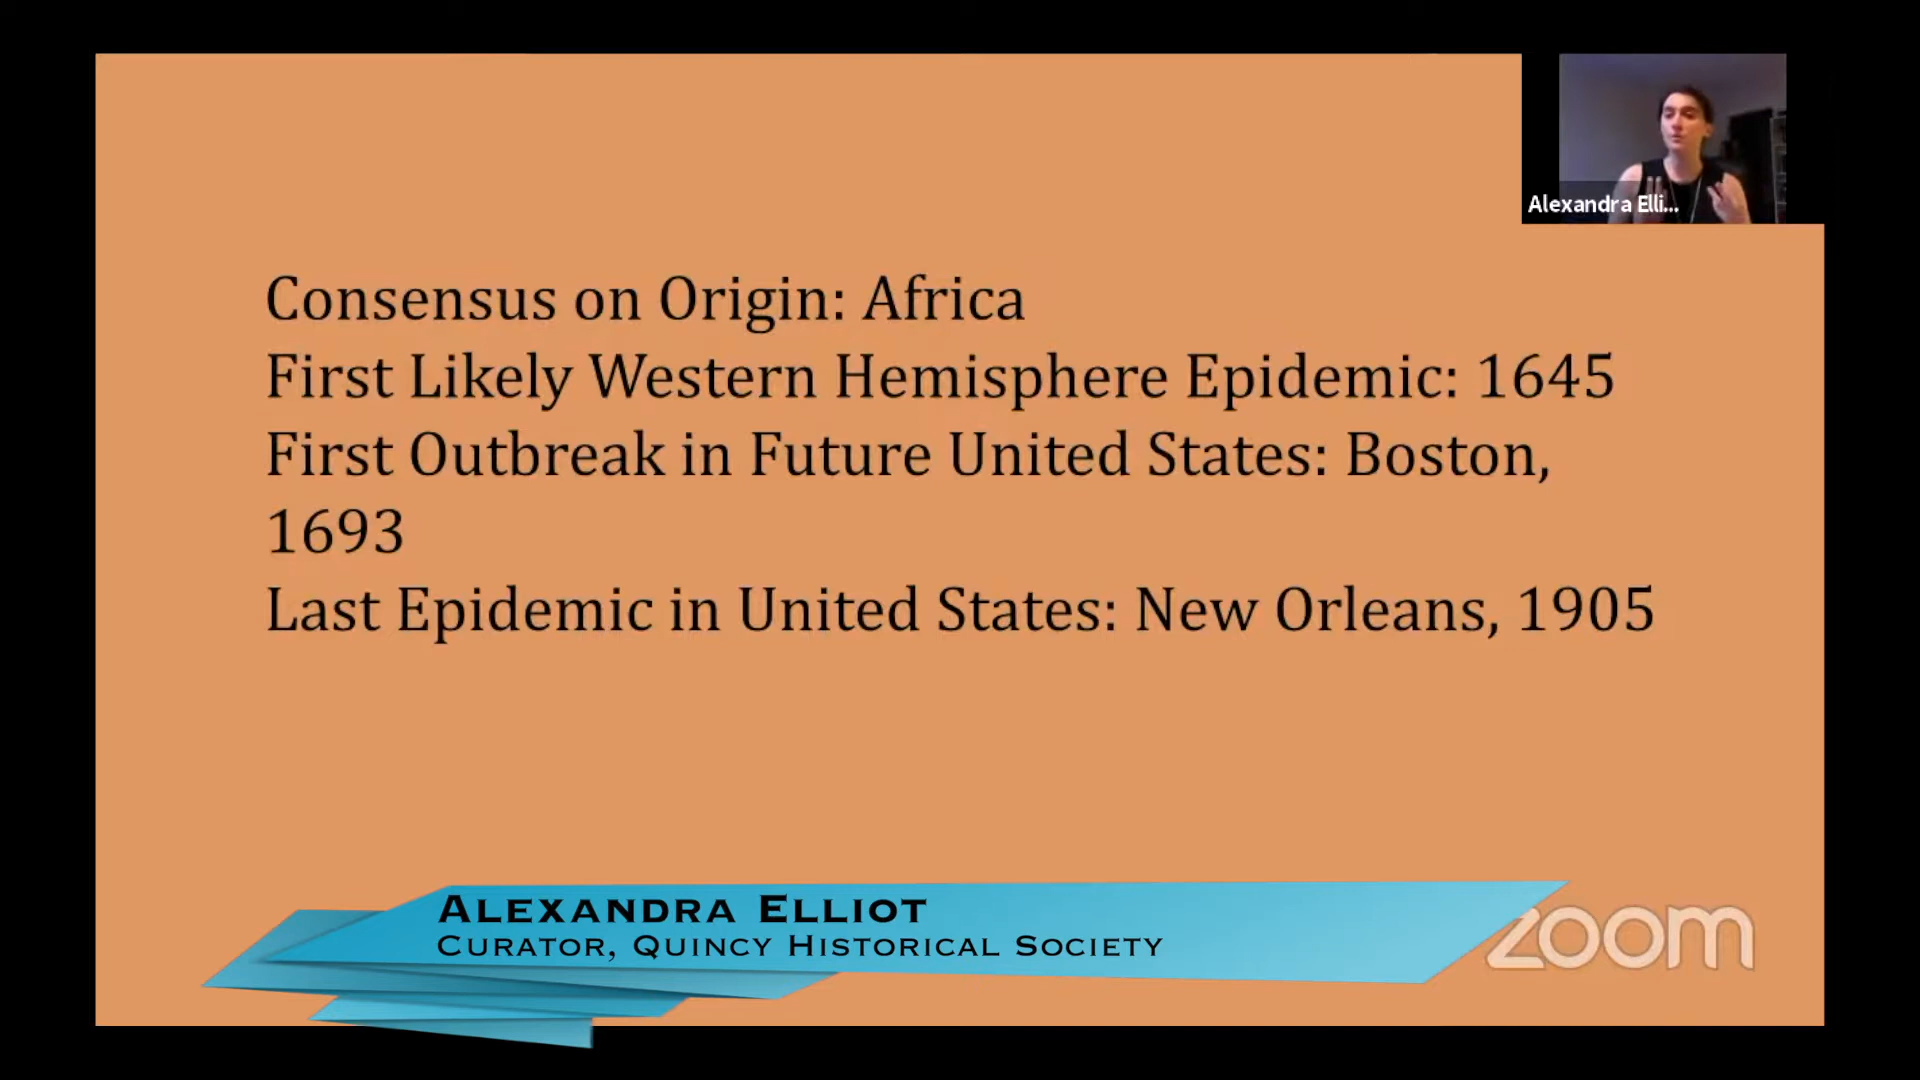 Alexandra Elli...
Consensus on Origin: Africa
First Likely Western Hemisphere Epidemic: 1645
First Outbreak in Future United States: Boston,
1693
Last Epidemic in United States: New Orleans, 1905
Alexandra Elliot
Curator, Quincy Historical Society
zoom